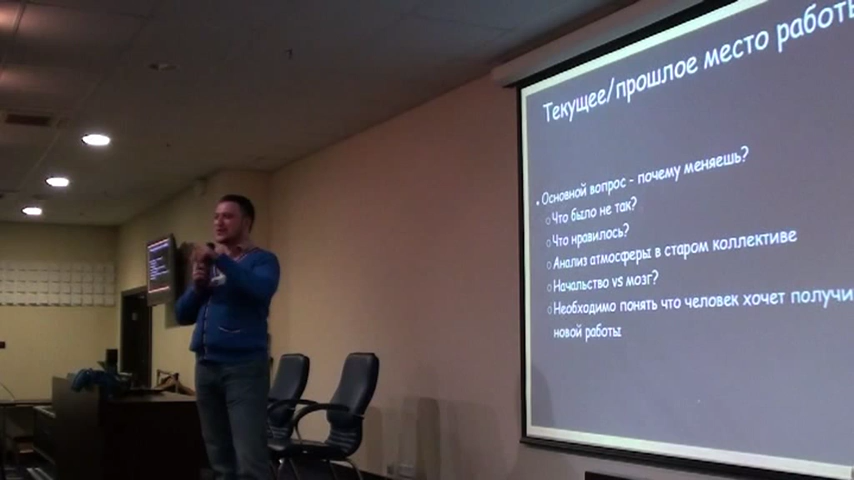 Текущее/прошлое место работы
• Основной вопрос - почему меняешь?
○ Что было не так?
○ Что нравилось?
○ Анализ атмосферы в старом коллективе
○ Начальство vs мозг?
○ Необходимо понять что человек хочет получи
новой работы